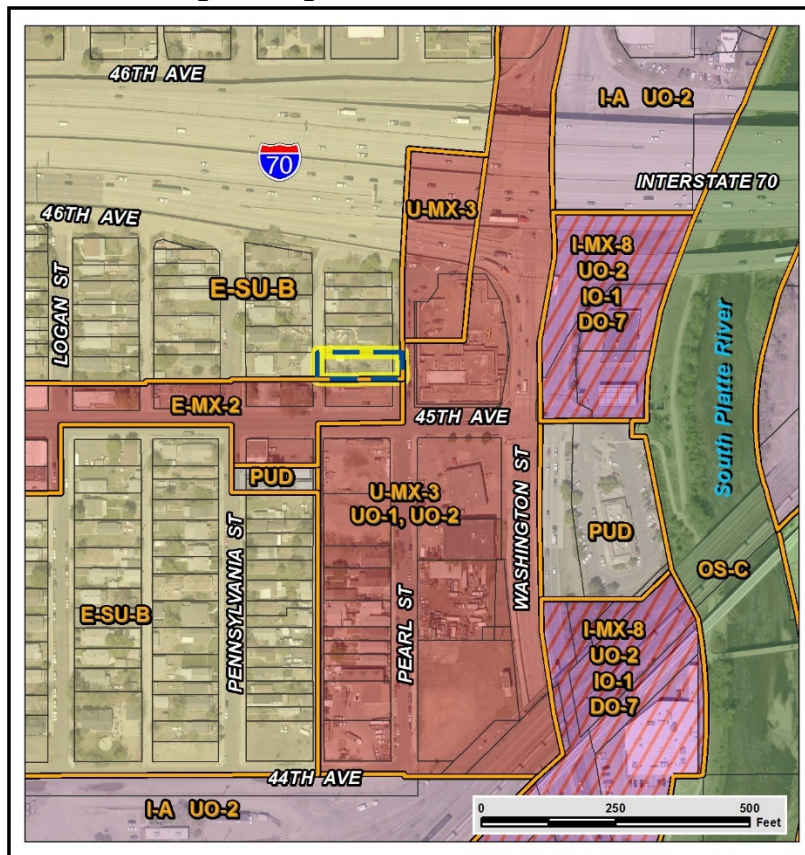 46TH AVE
I-A UO-2
70
INTERSTATE 70
46TH AVE
U-MX-3
I-MX-8
UO-2
IO-1
DO-7
E-SU-B
LOGAN ST
South Platte River
E-MX-2
45TH AVE
PUD
U-MX-3
UO-1, UO-2
WASHINGTON ST
PUD
OS-C
PENNSYLVANIA ST
PEARL ST
E-SU-B
I-MX-8
UO-2
IO-1
DO-7
44TH AVE
I-A UO-2
0 250 500
Feet